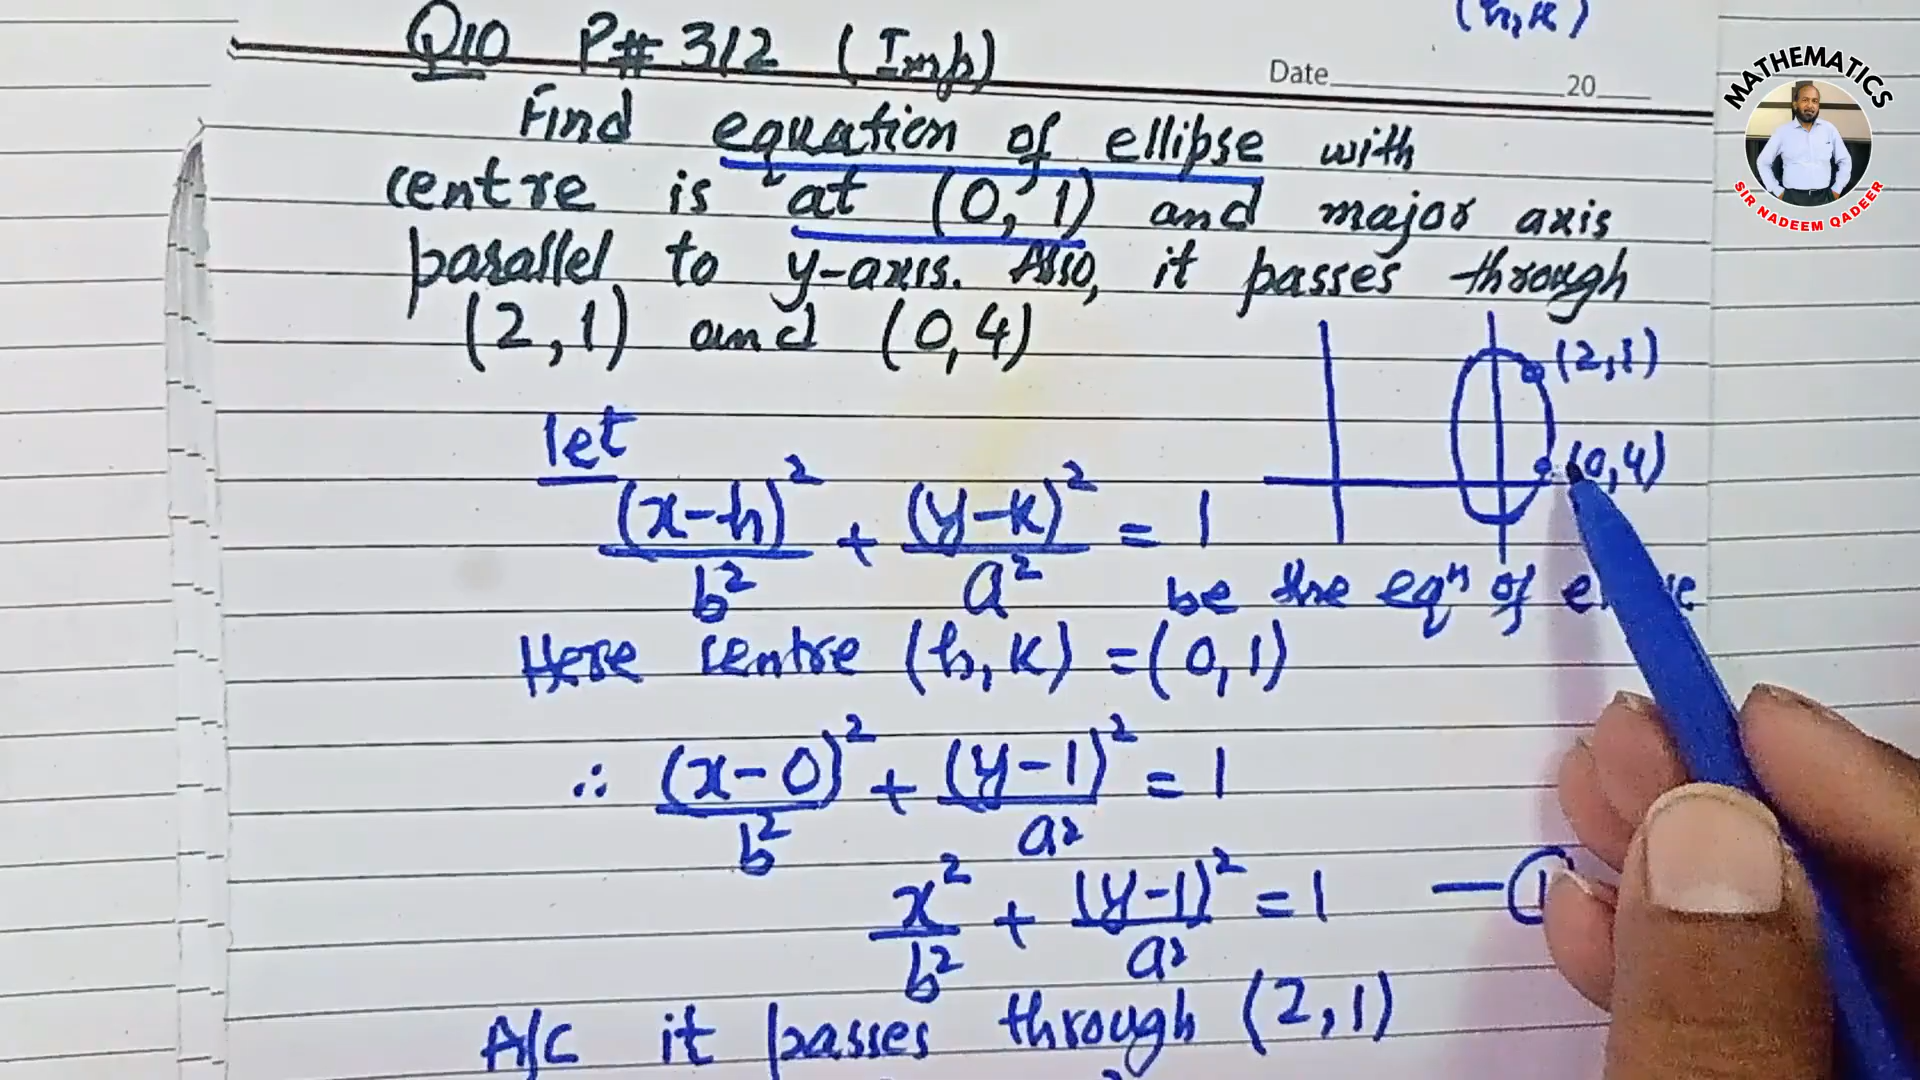 (h,k)
Q10 P# 312 (Imp)
Date 20
MATHEMATICS
SIR NADEEM QADEER
Find equation of ellipse with
centre is at (0, 1) and major axis
parallel to y-axis. Also, it passes through
(2,1) and (0,4)
(2,1)
(0,4)
let
(x-h)²/b² + (y-k)²/a² = 1
be the eqⁿ of
Here centre (h, k) = (0,1)
∴ (x-0)²/b² + (y-1)²/a² = 1
x²/b² + (y-1)²/a² = 1 —①
A/C it passes through (2,1)